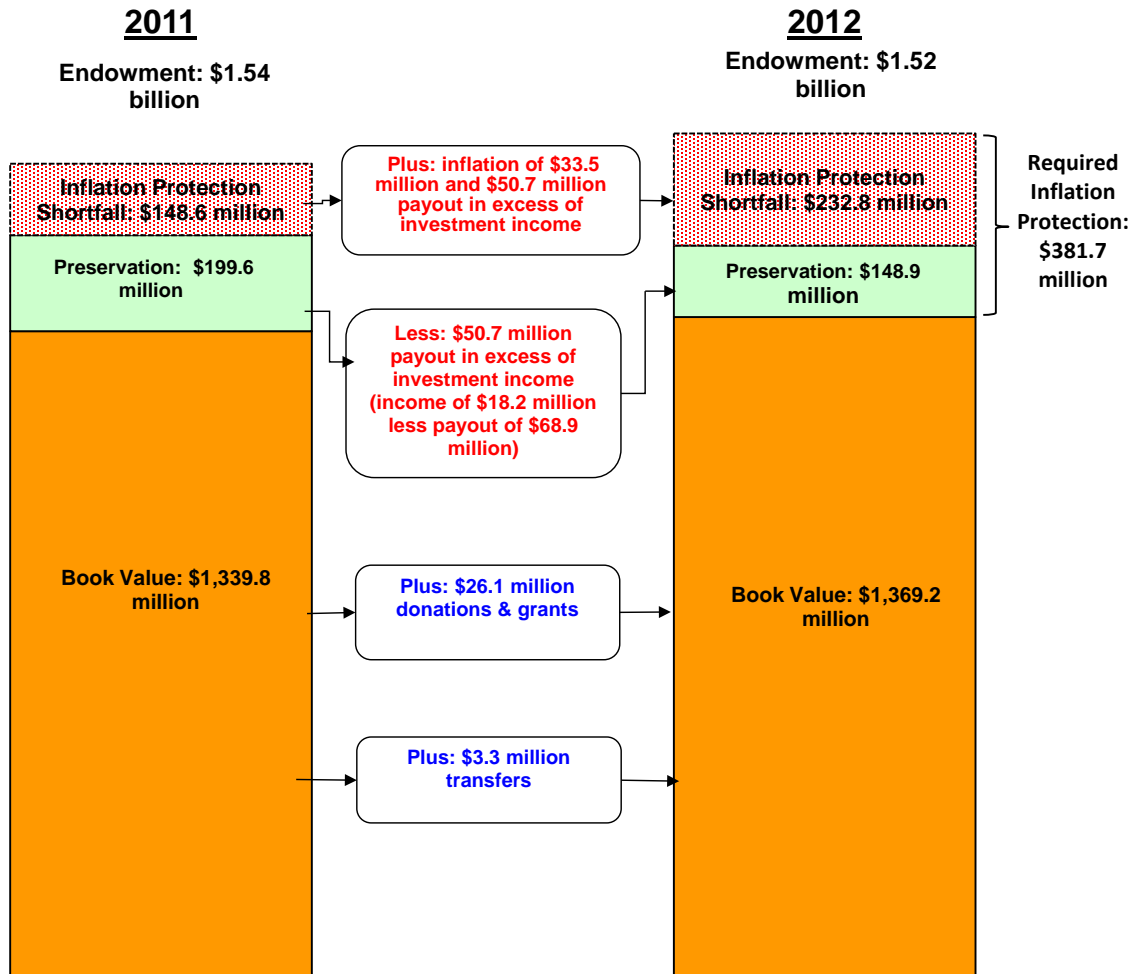 2011
Endowment: $1.54
billion
Inflation Protection
Shortfall: $148.6 million
Preservation: $199.6
million
Book Value: $1,339.8
million
Plus: inflation of $33.5
million and $50.7 million
payout in excess of
investment income
Less: $50.7 million
payout in excess of
investment income
(income of $18.2 million
less payout of $68.9
million)
Plus: $26.1 million
donations & grants
Plus: $3.3 million
transfers
2012
Endowment: $1.52
billion
Inflation Protection
Shortfall: $232.8 million
Preservation: $148.9
million
Book Value: $1,369.2
million
Required
Inflation
Protection:
$381.7
million